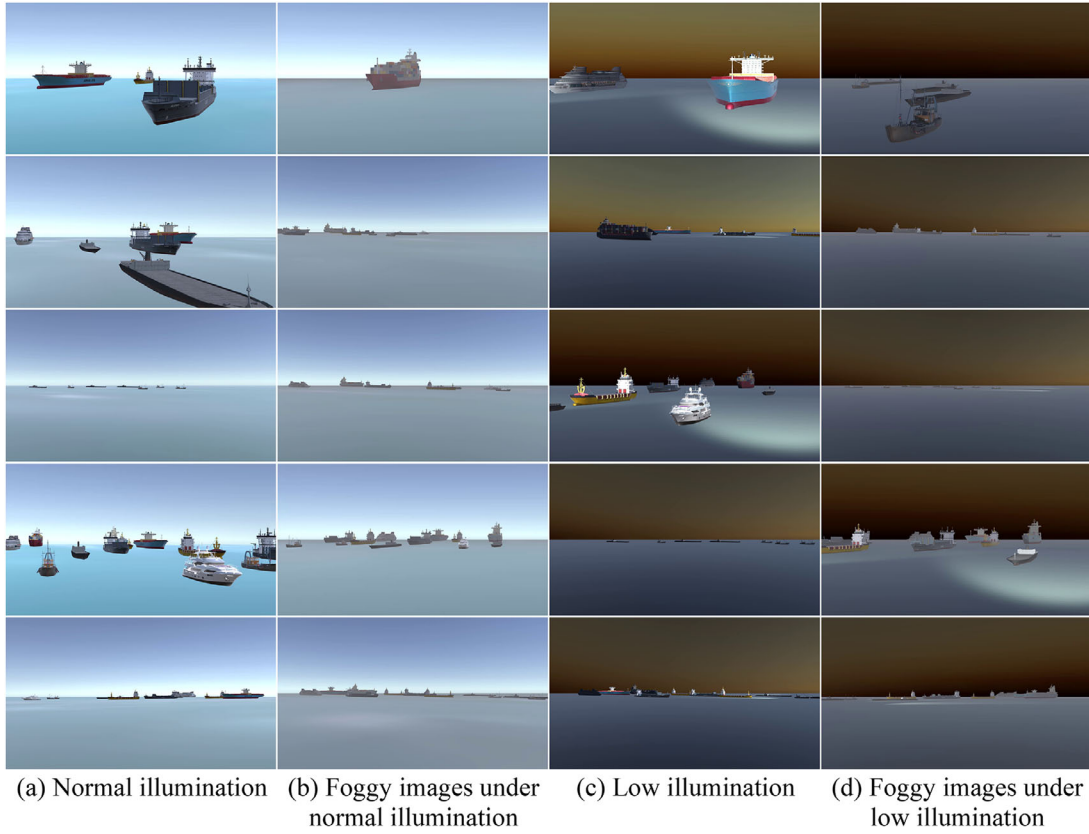 (a) Normal illumination
(b) Foggy images under
normal illumination
(c) Low illumination
(d) Foggy images under
low illumination